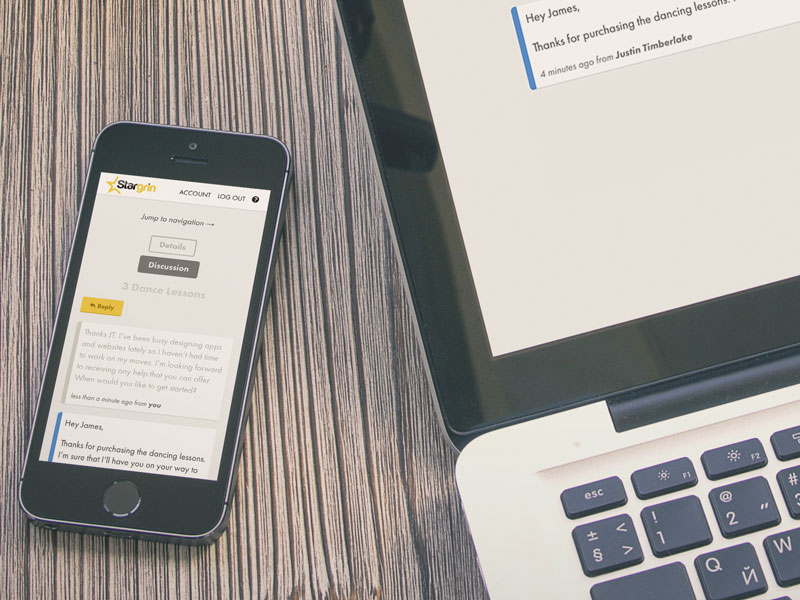 Stargrin
ACCOUNT LOG OUT ?
Jump to navigation →
Details
Discussion
3 Dance Lessons
Reply
Thanks JT. I've been busy designing apps
and websites lately so I haven't had time
to work on my moves. I'm looking forward
to receiving any help that you can offer.
When would you like to get started?
less than a minute ago from you
Hey James,
Thanks for purchasing the dancing lessons.
I'm sure that I'll have you on your way to
Hey James,
Thanks for purchasing the dancing lessons.
4 minutes ago from Justin Timberlake
esc
F1
F2
± < § >
! 1
@ 2 "
#
Q Й
W